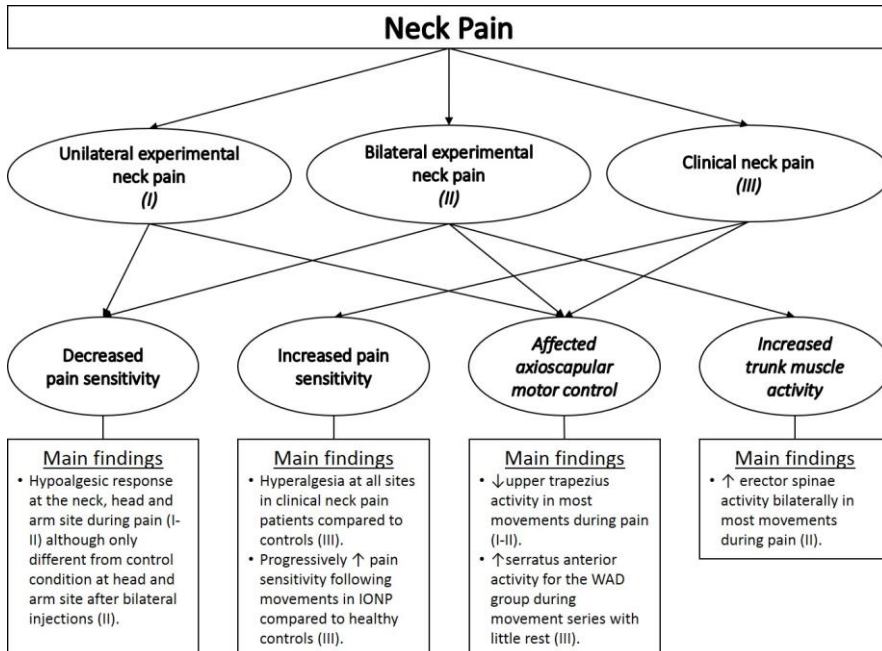 Neck Pain
Unilateral experimental
neck pain
(I)
Bilateral experimental
neck pain
(II)
Clinical neck pain
(III)
Decreased
pain sensitivity
Increased pain
sensitivity
Affected
axioscapular
motor control
Increased
trunk muscle
activity
Main findings
• Hypoalgesic response
at the neck, head and
arm site during pain (I-
II) although only
different from control
condition at head and
arm site after bilateral
injections (II).
Main findings
• Hyperalgesia at all sites
in clinical neck pain
patients compared to
controls (III).
• Progressively ↑ pain
sensitivity following
movements in IONP
compared to healthy
controls (III).
Main findings
• ↓upper trapezius
activity in most
movements during pain
(I-II).
• ↑serratus anterior
activity for the WAD
group during
movement series with
little rest (III).
Main findings
• ↑ erector spinae
activity bilaterally in
most movements
during pain (II).